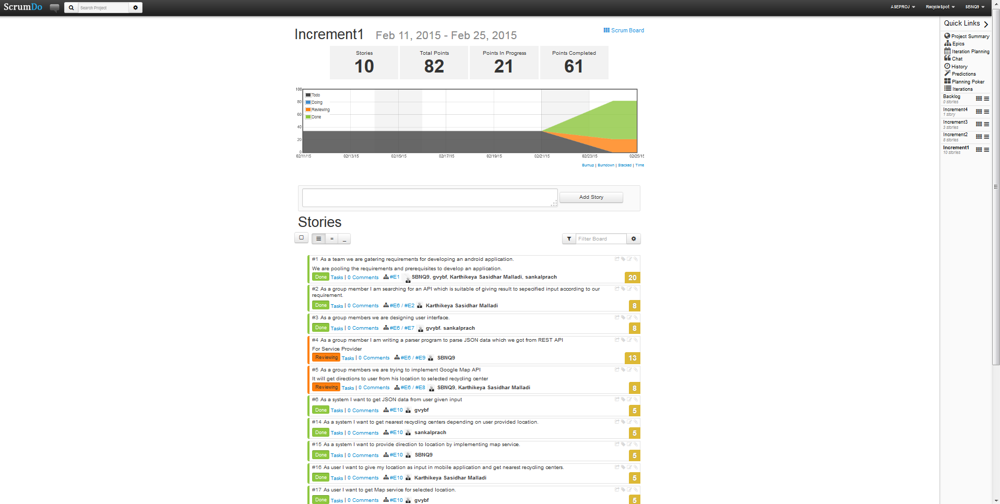 ScrumDo
Search Project
ASEPROJ
RecycleSpot
SBNQ9
Increment1 Feb 11, 2015 - Feb 25, 2015
Scrum Board
Stories
10
Total Points
82
Points In Progress
21
Points Completed
61
100
80
60
40
20
0
Todo
Doing
Reviewing
Done
02/11/15 02/13/15 02/15/15 02/17/15 02/19/15 02/21/15 02/23/15 02/25/15
Burnup | Burndown | Stacked | Time
Add Story
Stories
Filter Board
#1 As a team we are gatering requirements for developing an android application.
We are pooling the requirements and prerequisites to develop an application.
Done Tasks | 0 Comments #E1 SBNQ9, gvybf, Karthikeya Sasidhar Malladi, sankalprach
20
#2 As a group member I am searching for an API which is suitable of giving result to sepecified input according to our
requirement.
Done Tasks | 0 Comments #E6 / #E2 Karthikeya Sasidhar Malladi
8
#3 As a group members we are designing user interface.
Done Tasks | 0 Comments #E6 / #E7 gvybf, sankalprach
8
#4 As a group member I am writing a parser program to parse JSON data which we got from REST API
For Service Provider
Reviewing Tasks | 0 Comments #E6 / #E9 SBNQ9
13
#5 As a group members we are trying to implement Google Map API
It will get directions to user from his location to selected recycling center
Reviewing Tasks | 0 Comments #E6 / #E8 SBNQ9, Karthikeya Sasidhar Malladi
8
#6 As a system I want to get JSON data from user given input
Done Tasks | 0 Comments #E10 gvybf
5
#14 As a system I want to get nearest recycling centers depending on user provided location.
Done Tasks | 0 Comments #E10 sankalprach
5
#15 As a system I want to provide direction to location by implementing map service.
Done Tasks | 0 Comments #E10 SBNQ9
5
#16 As user I want to give my location as input in mobile application and get nearest recycling centers.
Done Tasks | 0 Comments #E10 Karthikeya Sasidhar Malladi
5
#17 As user I want to get Map service for selected location.
Done Tasks | 0 Comments #E10 gvybf
5
Quick Links
Project Summary
Epics
Iteration Planning
Chat
History
Predictions
Planning Poker
Iterations
Backlog
0 stories
Increment4
1 story
Increment3
3 stories
Increment2
6 stories
Increment1
10 stories